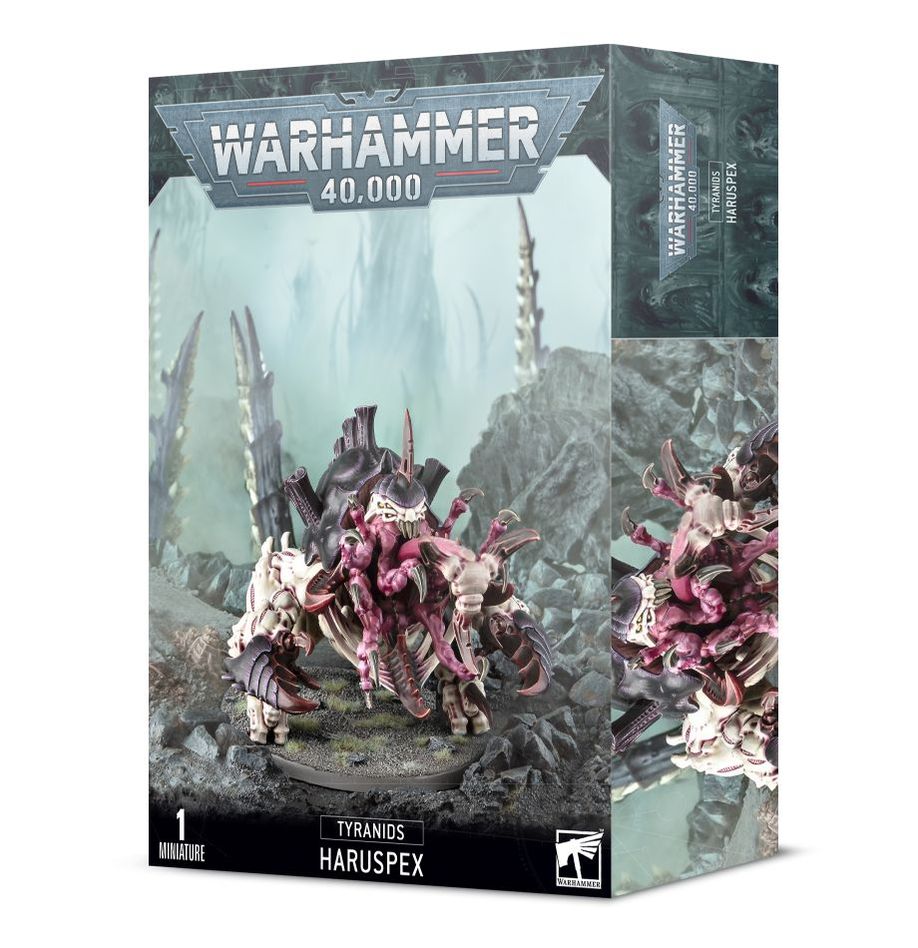 WARHAMMER
40,000
1
MINIATURE
TYRANIDS
HARUSPEX
WARHAMMER
WARHAMMER
40,000
TYRANIDS
HARUSPEX